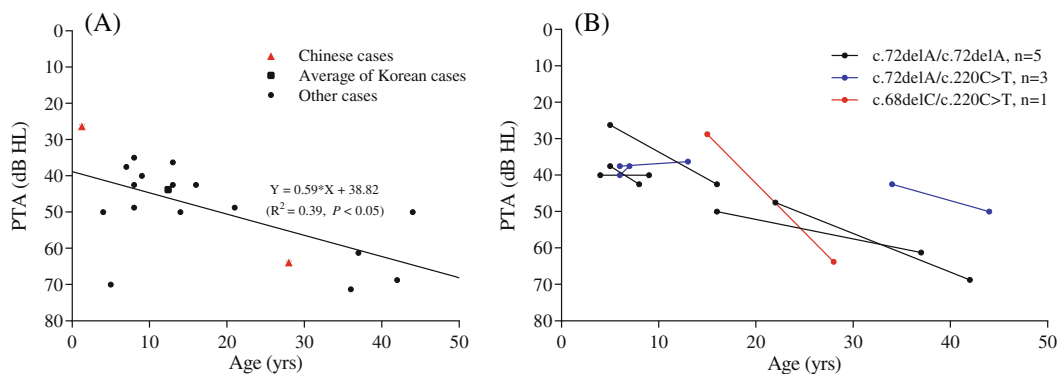 (A)
Chinese cases
Average of Korean cases
Other cases
Y = 0.59*X + 38.82
(R² = 0.39, P < 0.05)
PTA (dB HL)
0
10
20
30
40
50
60
70
80
0 10 20 30 40 50
Age (yrs)
(B)
c.72delA/c.72delA, n=5
c.72delA/c.220C>T, n=3
c.68delC/c.220C>T, n=1
PTA (dB HL)
0
10
20
30
40
50
60
70
80
0 10 20 30 40 50
Age (yrs)